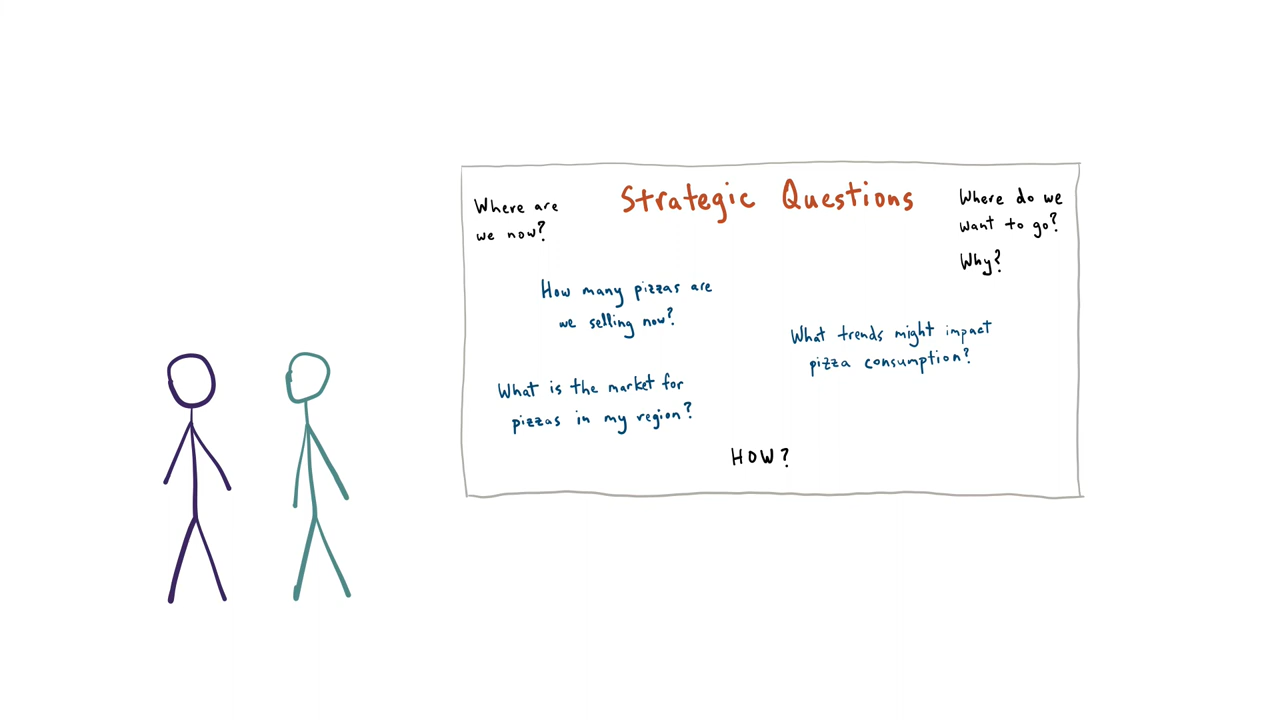 Strategic Questions
Where are
we now?
Where do we
want to go?
Why?
How many pizzas are
we selling now?
What trends might impact
pizza consumption?
What is the market for
pizzas in my region?
HOW?